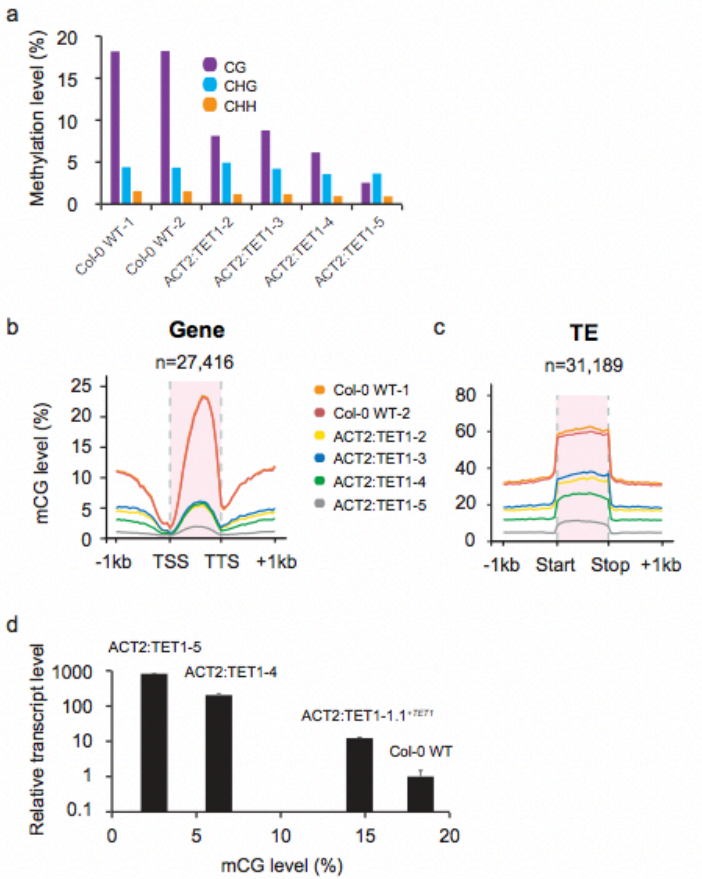 a
Methylation level (%)
20
15
10
5
0
CG
CHG
CHH
Col-0 WT-1
Col-0 WT-2
ACT2:TET1-2
ACT2:TET1-3
ACT2:TET1-4
ACT2:TET1-5
b
Gene
n=27,416
mCG level (%)
25
20
15
10
5
0
-1kb
TSS
TTS
+1kb
Col-0 WT-1
Col-0 WT-2
ACT2:TET1-2
ACT2:TET1-3
ACT2:TET1-4
ACT2:TET1-5
c
TE
n=31,189
80
60
40
20
0
-1kb
Start
Stop
+1kb
d
Relative transcript level
1000
100
10
1
0.1
ACT2:TET1-5
ACT2:TET1-4
ACT2:TET1-1.1+TET1
Col-0 WT
0
5
10
15
20
mCG level (%)